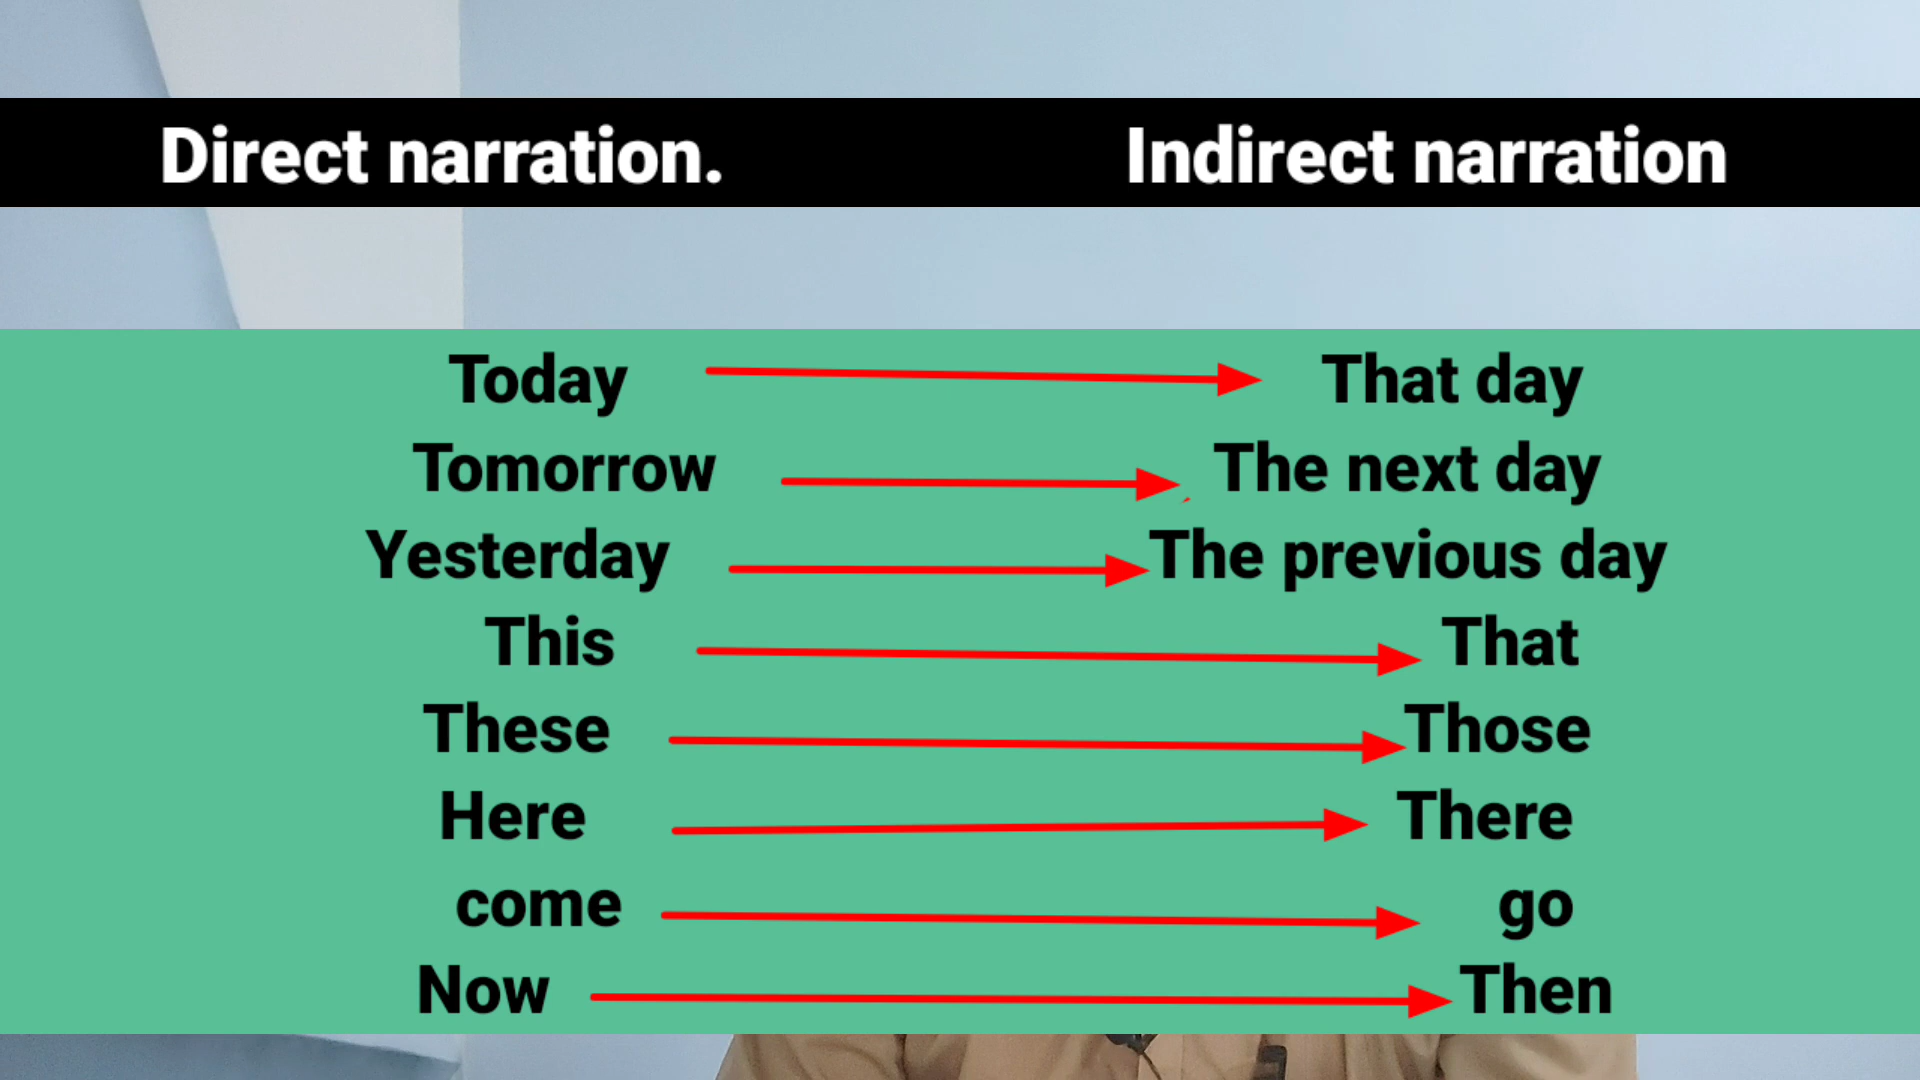 Direct narration. Indirect narration
Today That day
Tomorrow The next day
Yesterday The previous day
This That
These Those
Here There
come go
Now Then